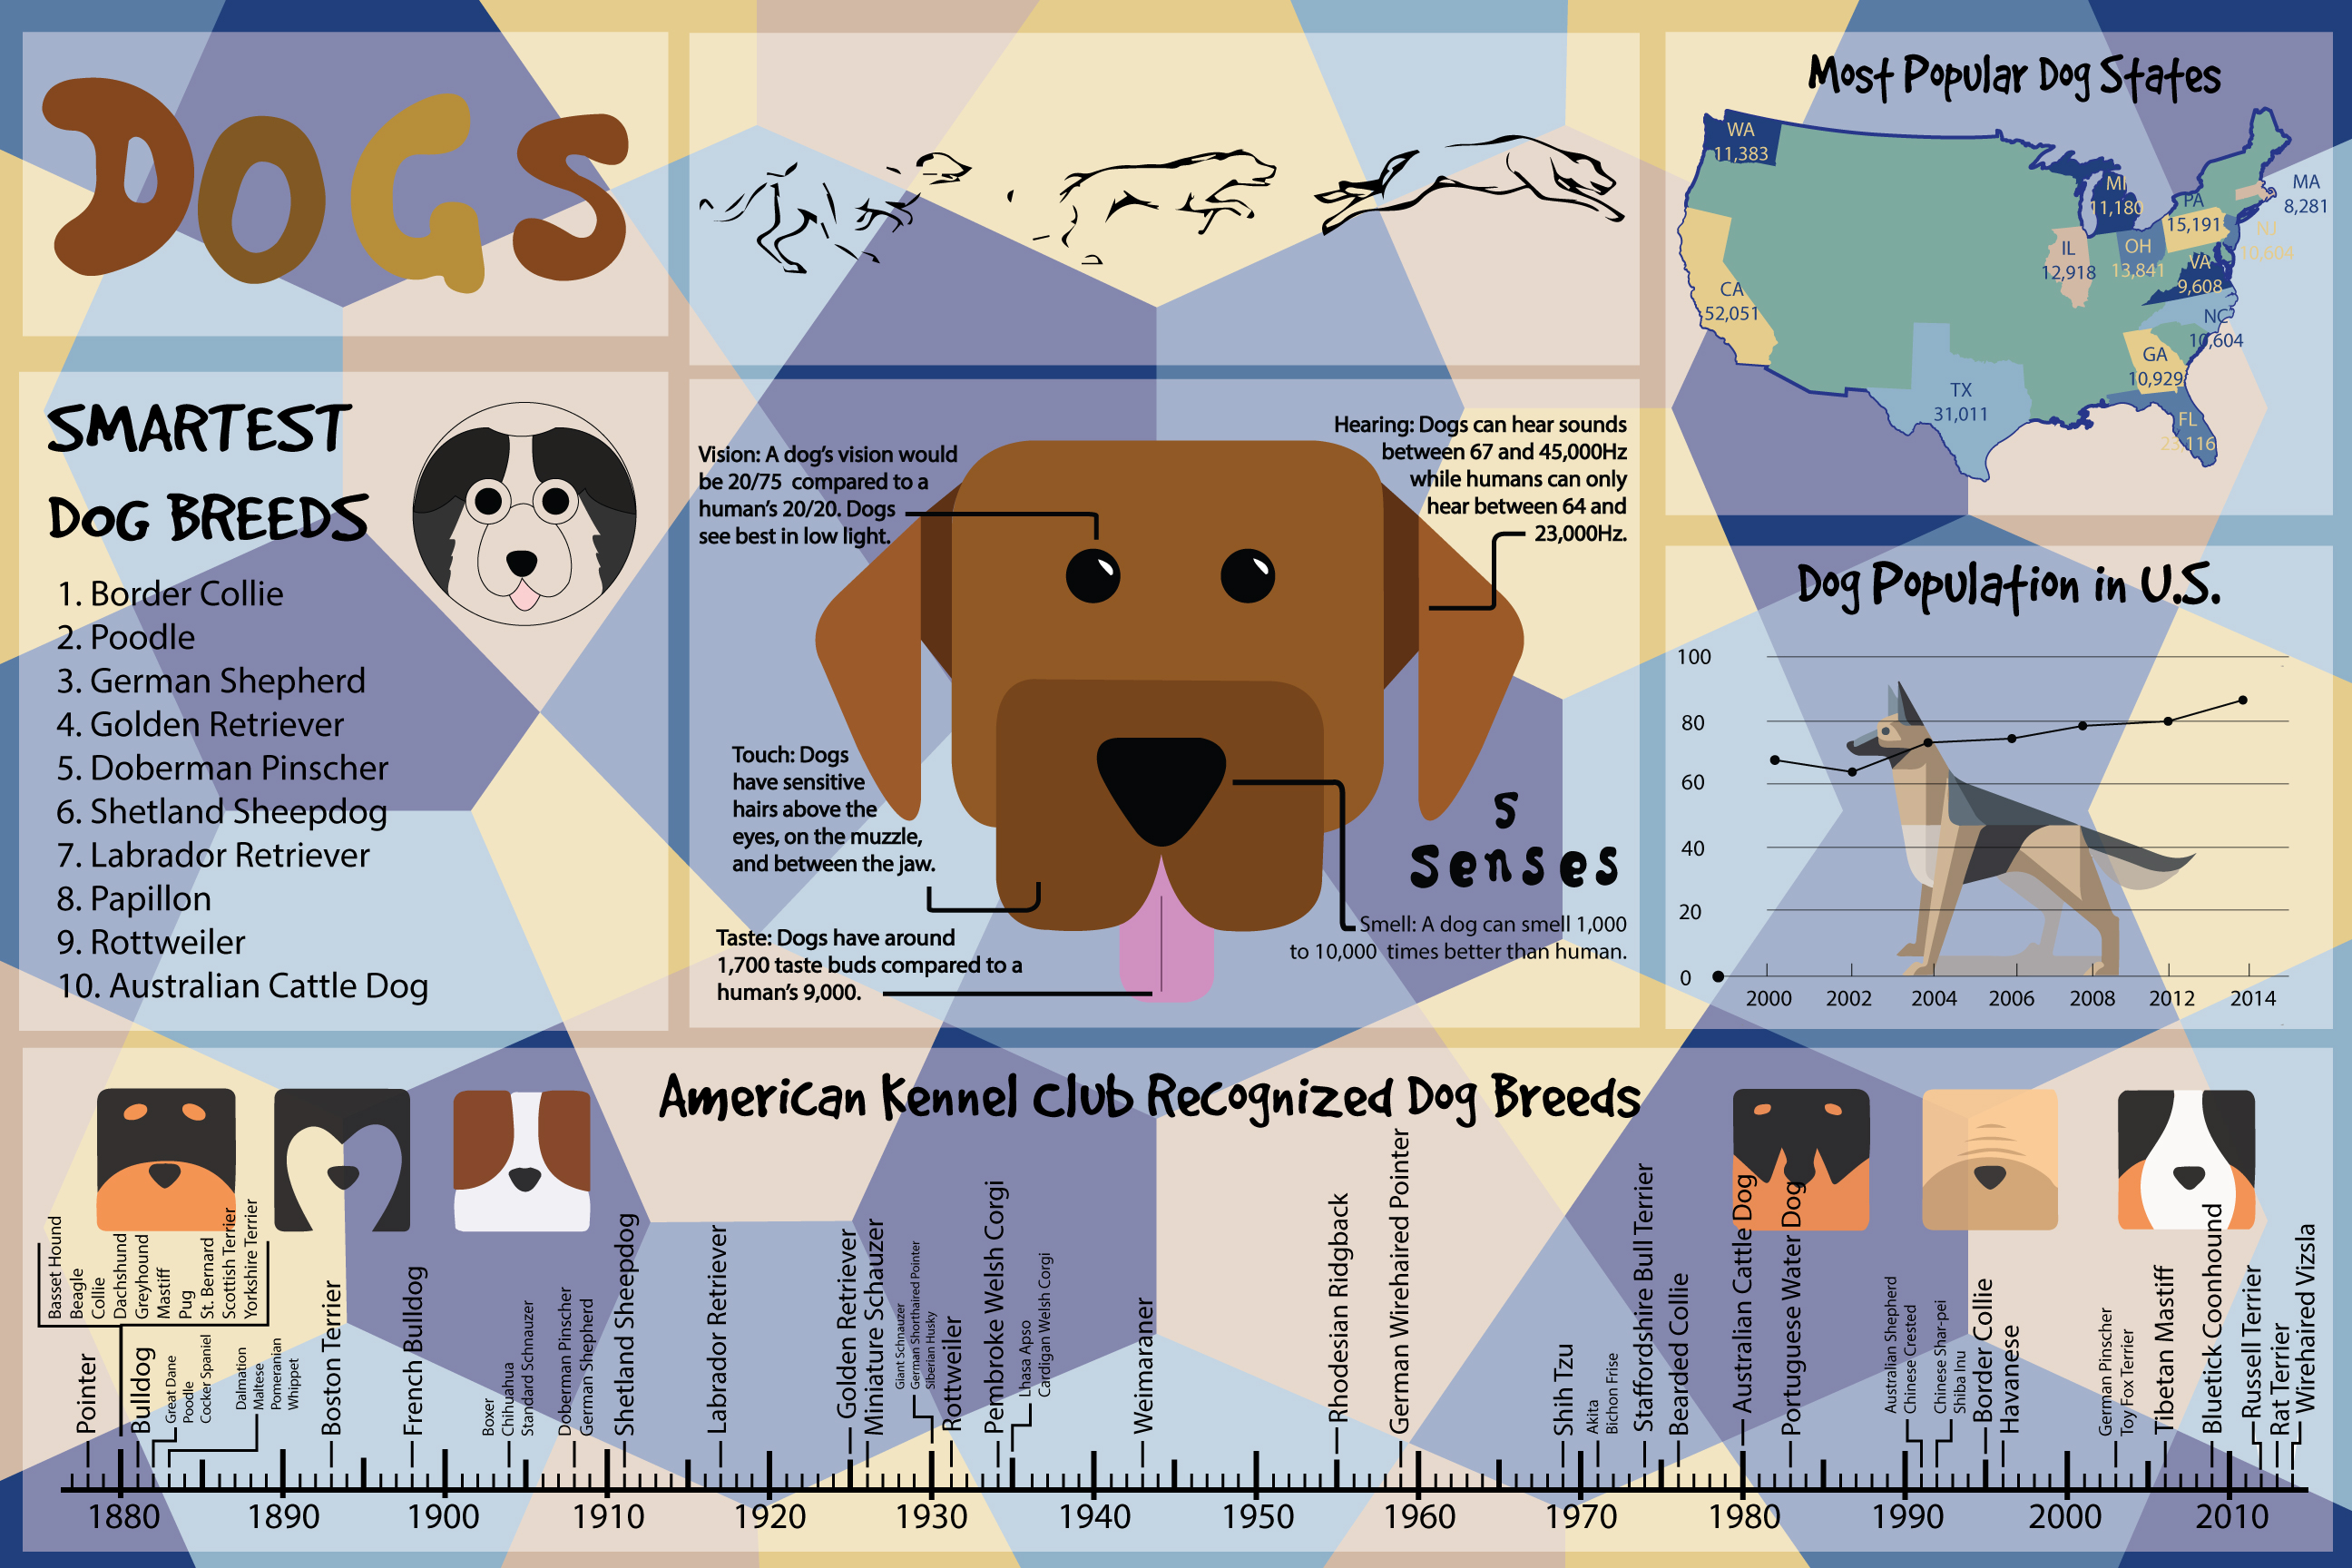 DOGS
SMARTEST
DOG BREEDS
1. Border Collie
2. Poodle
3. German Shepherd
4. Golden Retriever
5. Doberman Pinscher
6. Shetland Sheepdog
7. Labrador Retriever
8. Papillon
9. Rottweiler
10. Australian Cattle Dog
Vision: A dog's vision would
be 20/75 compared to a
human's 20/20. Dogs
see best in low light.
Hearing: Dogs can hear sounds
between 67 and 45,000Hz
while humans can only
hear between 64 and
23,000Hz.
Touch: Dogs
have sensitive
hairs above the
eyes, on the muzzle,
and between the jaw.
Taste: Dogs have around
1,700 taste buds compared to a
human's 9,000.
5
Senses
Smell: A dog can smell 1,000
to 10,000 times better than human.
Most Popular Dog States
WA
11,383
MI
11,180
MA
8,281
PA
15,191
NJ
10,604
IL
12,918
OH
13,841
VA
9,608
CA
52,051
NC
10,604
GA
10,929
TX
31,011
FL
23,116
Dog Population in U.S.
100
80
60
40
20
0
2000 2002 2004 2006 2008 2012 2014
American Kennel Club Recognized Dog Breeds
Basset Hound
Beagle
Collie
Dachshund
Greyhound
Mastiff
Pug
St. Bernard
Scottish Terrier
Yorkshire Terrier
Pointer
Bulldog
Great Dane
Poodle
Cocker Spaniel
Dalmation
Maltese
Pomeranian
Whippet
Boston Terrier
French Bulldog
Boxer
Chihuahua
Standard Schnauzer
Doberman Pinscher
German Shepherd
Shetland Sheepdog
Labrador Retriever
Golden Retriever
Miniature Schauzer
Giant Schnauzer
German Shorthaired Pointer
Siberian Husky
Rottweiler
Pembroke Welsh Corgi
Lhasa Apso
Cardigan Welsh Corgi
Weimaraner
Rhodesian Ridgback
German Wirehaired Pointer
Shih Tzu
Akita
Bichon Frise
Staffordshire Bull Terrier
Bearded Collie
Australian Cattle Dog
Portuguese Water Dog
Australian Shepherd
Chinese Crested
Chinese Shar-pei
Shiba Inu
Border Collie
Havanese
German Pinscher
Toy Fox Terrier
Tibetan Mastiff
Bluetick Coonhound
Russell Terrier
Rat Terrier
Wirehaired Vizsla
1880 1890 1900 1910 1920 1930 1940 1950 1960 1970 1980 1990 2000 2010